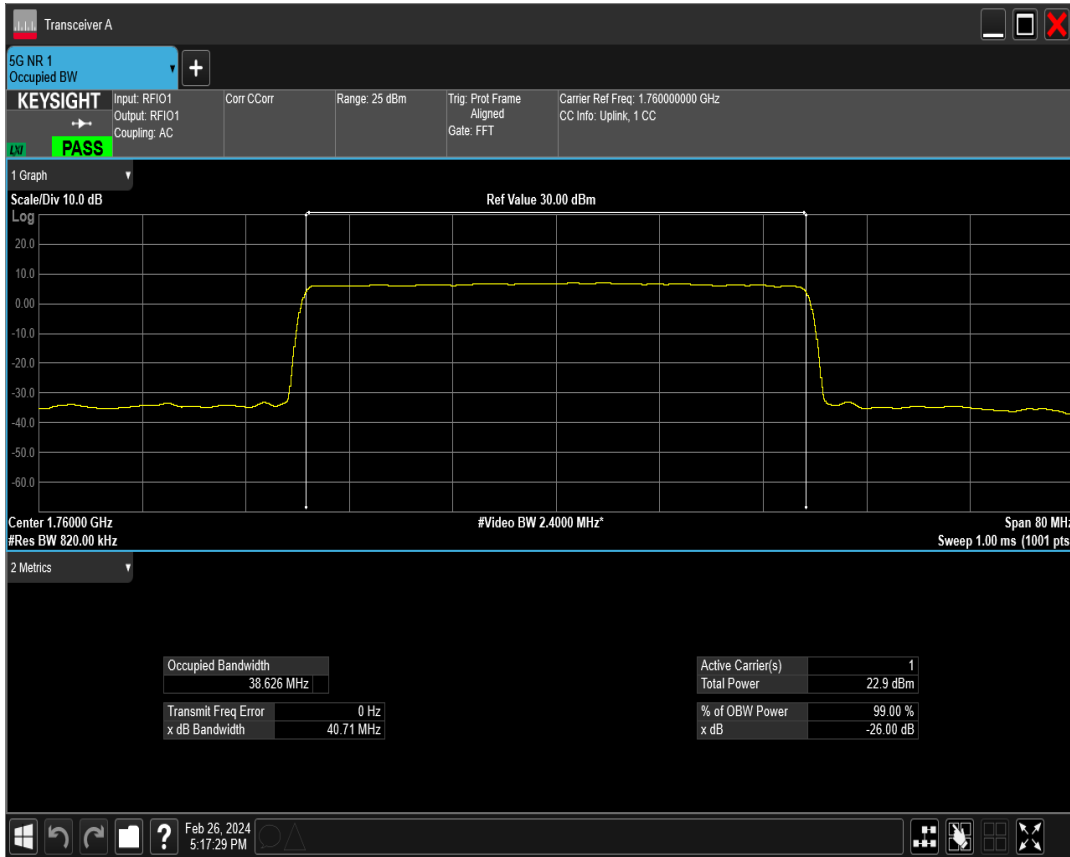 Transceiver A
5G NR 1
Occupied BW
+
KEYSIGHT
LXI
PASS
Input: RFIO1
Output: RFIO1
Coupling: AC
Corr CCorr
Range: 25 dBm
Trig: Prot Frame
Aligned
Gate: FFT
Carrier Ref Freq: 1.760000000 GHz
CC Info: Uplink, 1 CC
1 Graph
Scale/Div 10.0 dB
Ref Value 30.00 dBm
Log
20.0
10.0
0.00
-10.0
-20.0
-30.0
-40.0
-50.0
-60.0
Center 1.76000 GHz
#Video BW 2.4000 MHz*
Span 80 MHz
#Res BW 820.00 kHz
Sweep 1.00 ms (1001 pts
2 Metrics
Occupied Bandwidth
38.626 MHz
Transmit Freq Error 0 Hz
x dB Bandwidth 40.71 MHz
Active Carrier(s) 1
Total Power 22.9 dBm
% of OBW Power 99.00 %
x dB -26.00 dB
?
Feb 26, 2024
5:17:29 PM